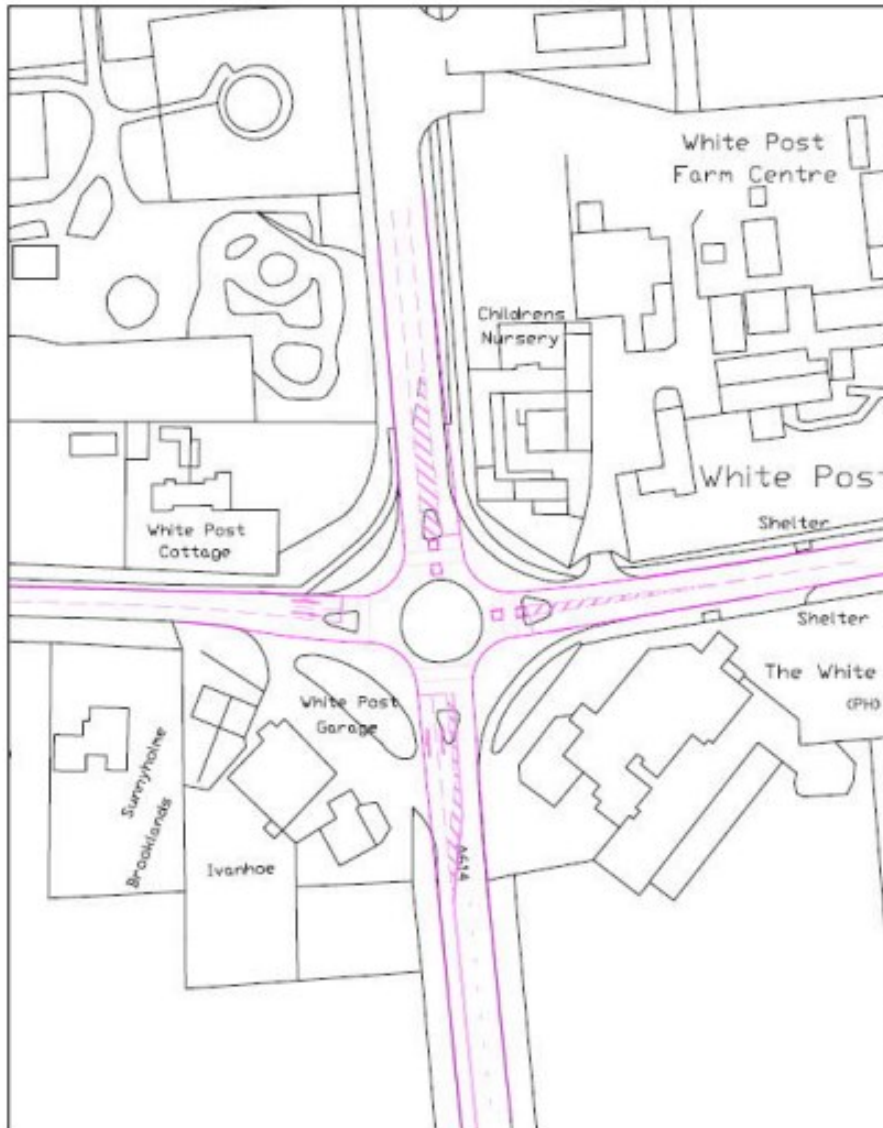 White Post
Farm Centre
Childrens
Nursery
White Post
Shelter
White Post
Cottage
Shelter
The White
(PH)
White Post
Garage
Sunnyholme
Brooklands
Ivanhoe
A614